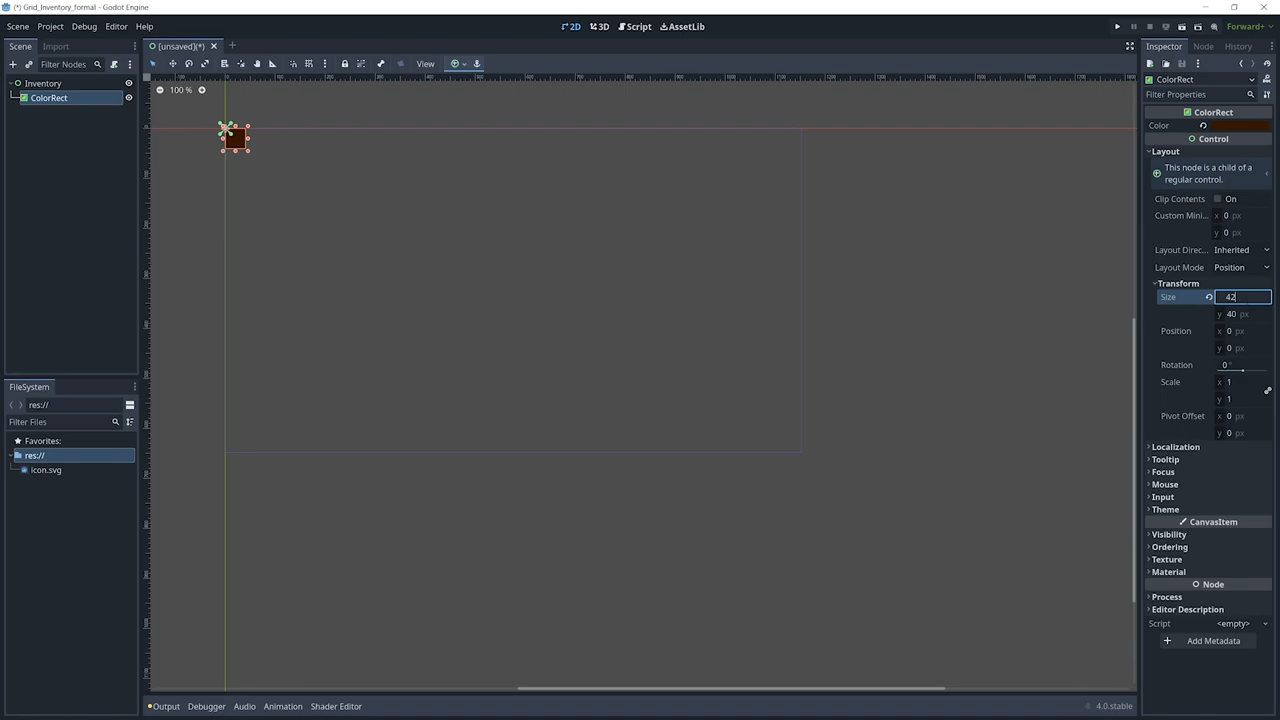 (*) Grid_Inventory_formal - Godot Engine
Scene Project Debug Editor Help
2D 3D Script AssetLib
Forward+
Scene Import
[unsaved](*)
Inspector Node History
Filter Nodes
View
ColorRect
Inventory
ColorRect
100 %
Filter Properties
ColorRect
Color
Control
Layout
This node is a child of a
regular control.
Clip Contents On
Custom Mini... x 0 px
y 0 px
Layout Direc... Inherited
Layout Mode Position
Transform
Size 42
y 40 px
Position x 0 px
y 0 px
Rotation 0 °
Scale x 1
y 1
Pivot Offset x 0 px
y 0 px
Localization
Tooltip
Focus
Mouse
Input
Theme
CanvasItem
Visibility
Ordering
Texture
Material
Node
Process
Editor Description
Script <empty>
Add Metadata
FileSystem
res://
Filter Files
Favorites:
res://
icon.svg
Output Debugger Audio Animation Shader Editor
4.0.stable